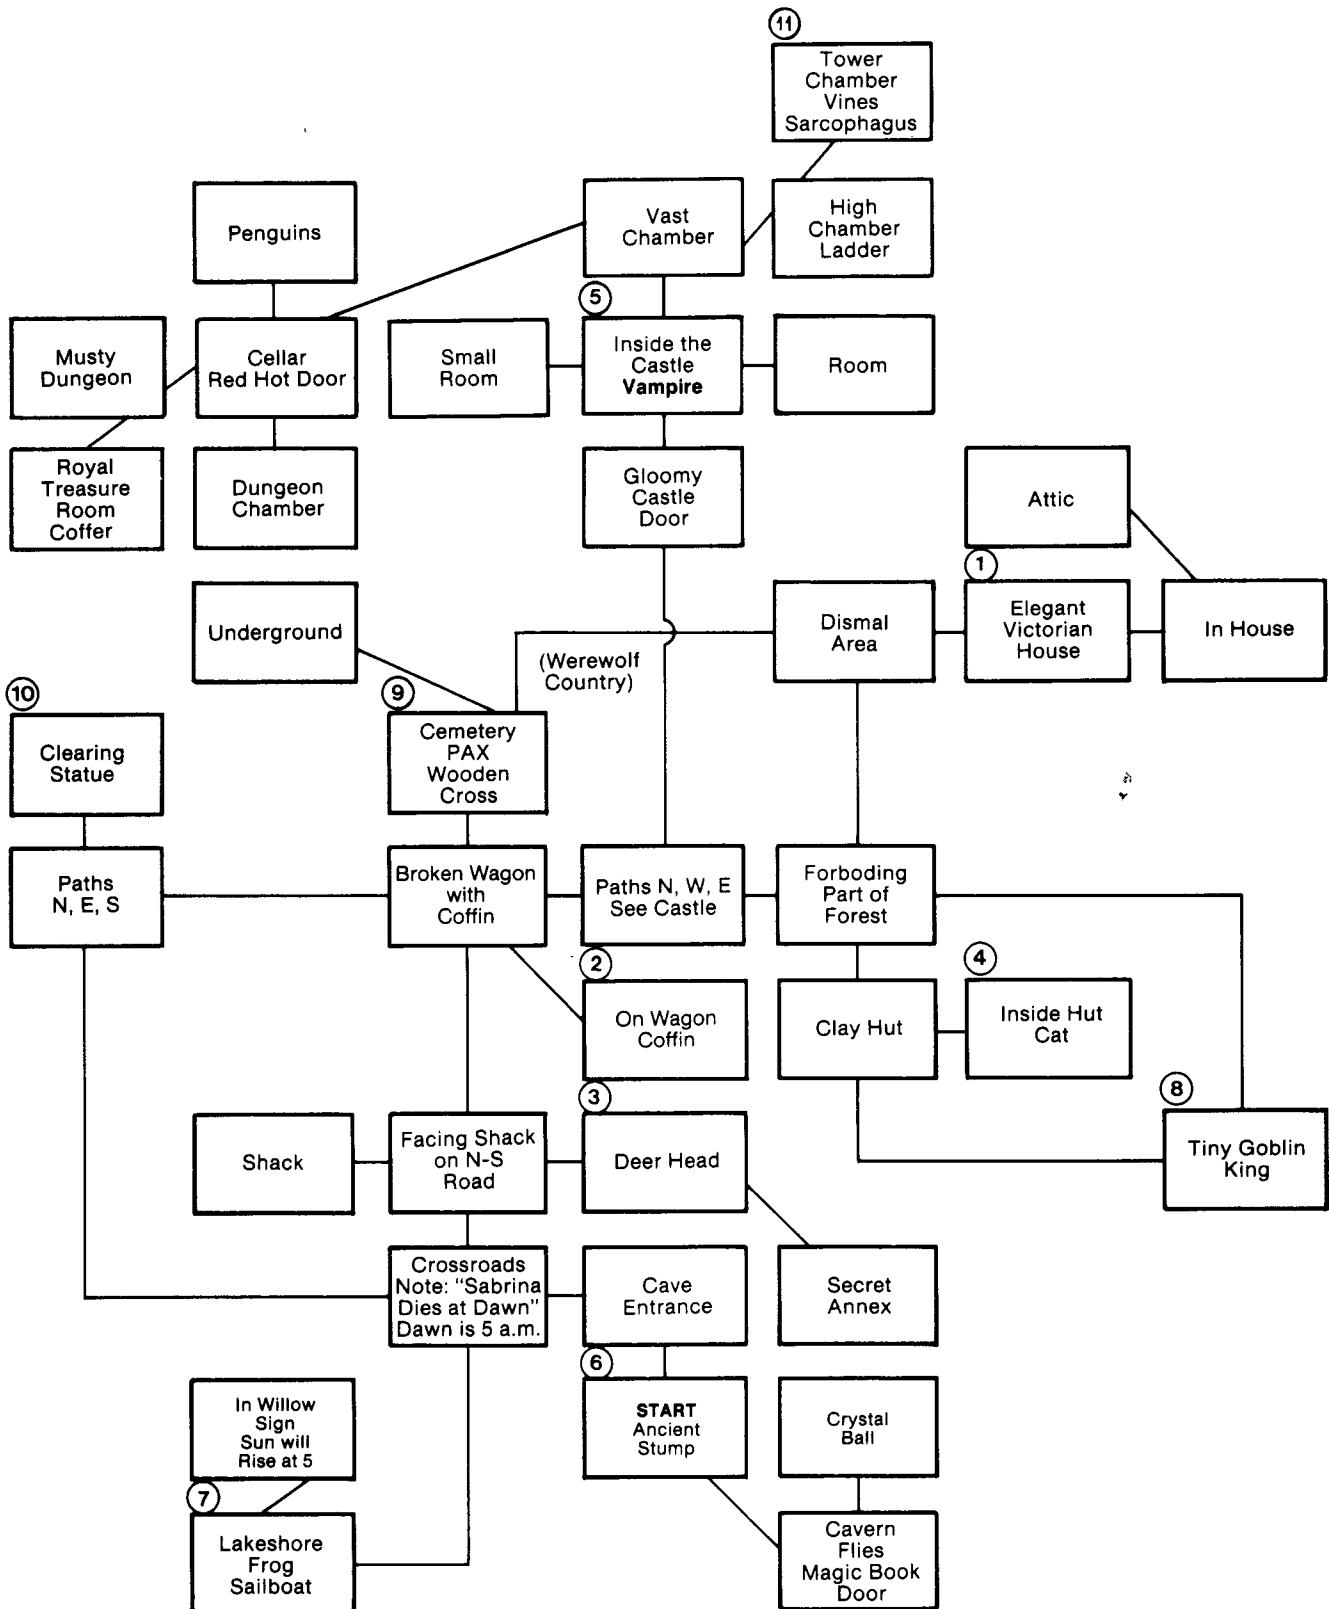 11
Tower
Chamber
Vines
Sarcophagus
Penguins
Vast
Chamber
High
Chamber
Ladder
5
Musty
Dungeon
Cellar
Red Hot Door
Small
Room
Inside the
Castle
Vampire
Room
Royal
Treasure
Room
Coffer
Dungeon
Chamber
Gloomy
Castle
Door
Attic
1
Underground
(Werewolf
Country)
Dismal
Area
Elegant
Victorian
House
In House
10
9
Clearing
Statue
Cemetery
PAX
Wooden
Cross
Paths
N, E, S
Broken Wagon
with
Coffin
Paths N, W, E
See Castle
Forboding
Part of
Forest
2
4
On Wagon
Coffin
Clay Hut
Inside Hut
Cat
3
8
Shack
Facing Shack
on N-S
Road
Deer Head
Tiny Goblin
King
Crossroads
Note: "Sabrina
Dies at Dawn"
Dawn is 5 a.m.
Cave
Entrance
Secret
Annex
6
In Willow
Sign
Sun will
Rise at 5
START
Ancient
Stump
Crystal
Ball
7
Lakeshore
Frog
Sailboat
Cavern
Flies
Magic Book
Door